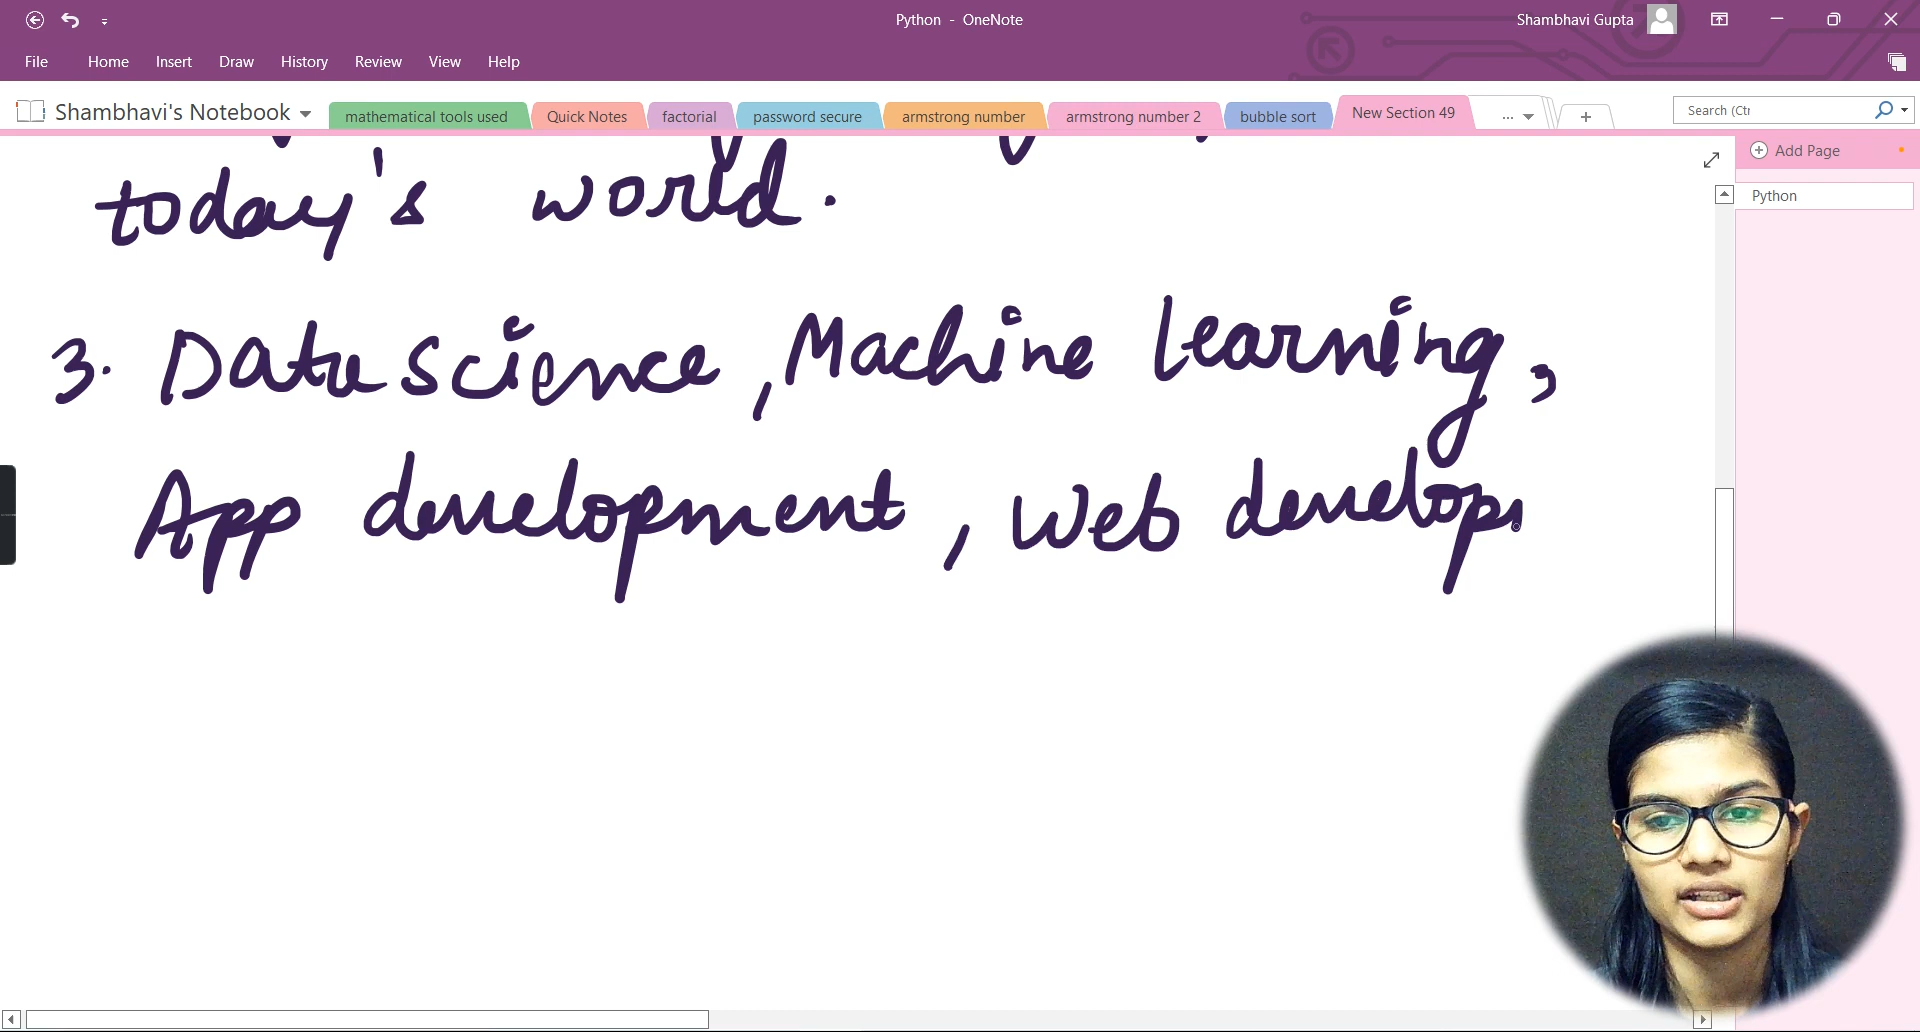 Python - OneNote
Shambhavi Gupta
File Home Insert Draw History Review View Help
Shambhavi's Notebook
mathematical tools used
Quick Notes
factorial
password secure
armstrong number
armstrong number 2
bubble sort
New Section 49
...
+
Search (Ctr
Add Page
Python
today's world.
3. Data science, Machine learning,
App development, Web develop